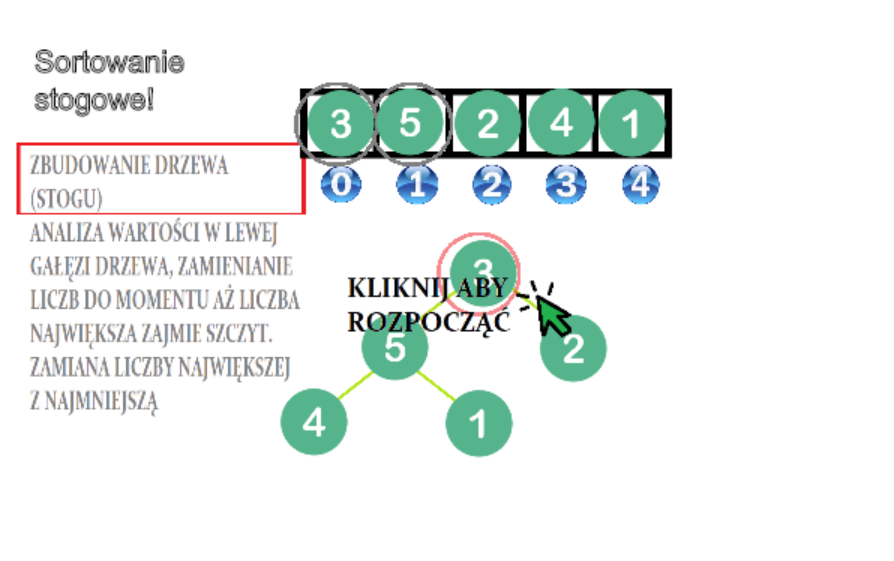 Sortowanie
stogowe!
3 5 2 4 1
0 1 2 3 4
ZBUDOWANIE DRZEWA
(STOGU)
ANALIZA WARTOŚCI W LEWEJ
GAŁĘZI DRZEWA, ZAMIENIANIE
LICZB DO MOMENTU AŻ LICZBA
NAJWIĘKSZA ZAJMIE SZCZYT.
ZAMIANA LICZBY NAJWIĘKSZEJ
Z NAJMNIEJSZĄ
3
KLIKNIJ ABY
ROZPOCZĄĆ
5 2
4 1